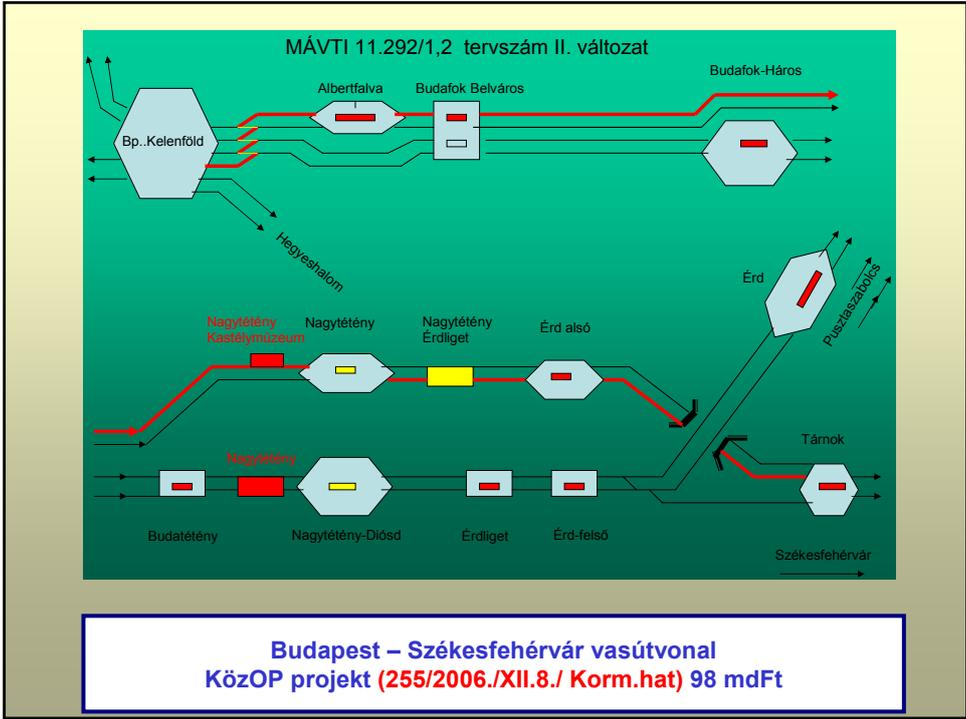 MÁVTI 11.292/1,2 tervszám II. változat
Budafok-Háros
Albertfalva
Budafok Belváros
Bp..Kelenföld
Hegyeshalom
Érd
Pusztaszabolcs
Nagytétény
Kastélymúzeum
Nagytétény
Nagytétény
Érdliget
Érd alsó
Tárnok
Nagytétény
Budatétény
Nagytétény-Diósd
Érdliget
Érd-felső
Székesfehérvár
Budapest – Székesfehérvár vasútvonal
KözOP projekt (255/2006./XII.8./ Korm.hat) 98 mdFt